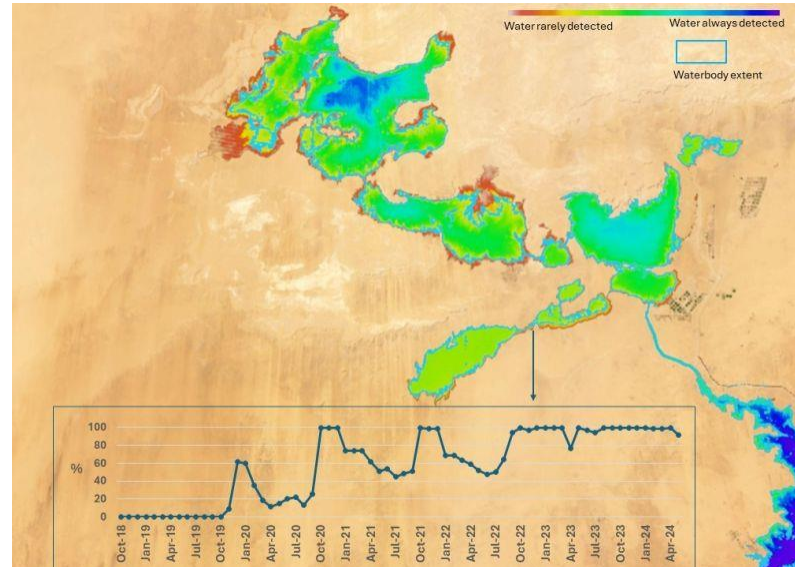 Water rarely detected
Water always detected
Waterbody extent
100
80
60
40
20
0
%
Oct-18
Jan-19
Apr-19
Jul-19
Oct-19
Jan-20
Apr-20
Jul-20
Oct-20
Jan-21
Apr-21
Jul-21
Oct-21
Jan-22
Apr-22
Jul-22
Oct-22
Jan-23
Apr-23
Jul-23
Oct-23
Jan-24
Apr-24